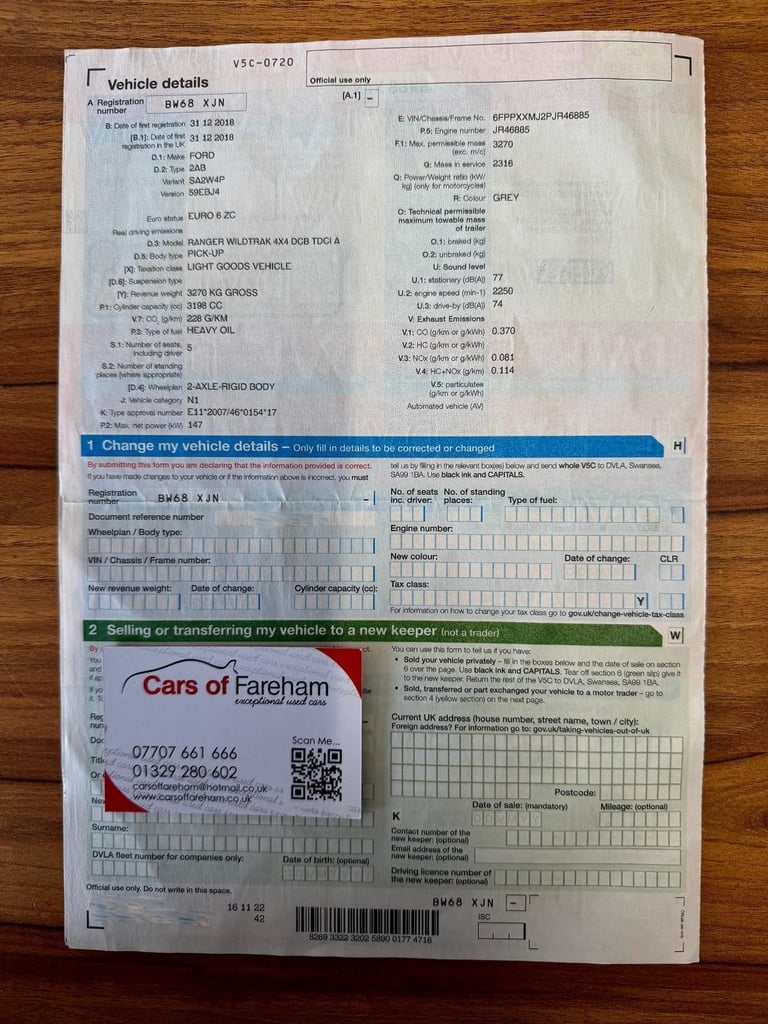 V5C-0720
Official use only
Vehicle details
A Registration number BW68 XJN
[A.1] –
B: Date of first registration 31 12 2018
[B.1]: Date of first registration in the UK 31 12 2018
D.1: Make FORD
D.2: Type 2AB
Variant SA2W4P
Version 59EBJ4
Euro status EURO 6 ZC
Real driving emissions
D.3: Model RANGER WILDTRAK 4X4 DCB TDCI A
D.5: Body type PICK-UP
[X]: Taxation class LIGHT GOODS VEHICLE
[D.6]: Suspension type
[Y]: Revenue weight 3270 KG GROSS
P.1: Cylinder capacity (cc) 3198 CC
V.7: CO2 (g/km) 228 G/KM
P.3: Type of fuel HEAVY OIL
S.1: Number of seats, including driver 5
S.2: Number of standing places (where appropriate)
[D.4]: Wheelplan 2-AXLE-RIGID BODY
J: Vehicle category N1
K: Type approval number E11*2007/46*0154*17
P.2: Max. net power (kW) 147
E: VIN/Chassis/Frame No. 6FPPXXMJ2PJR46885
P.5: Engine number JR46885
F.1: Max. permissible mass (exc. m/c) 3270
G: Mass in service 2316
Q: Power/Weight ratio (kW/kg) (only for motorcycles)
R: Colour GREY
O: Technical permissible maximum towable mass of trailer
O.1: braked (kg)
O.2: unbraked (kg)
U: Sound level
U.1: stationary (dB(A)) 77
U.2: engine speed (min-1) 2250
U.3: drive-by (dB(A)) 74
V: Exhaust Emissions
V.1: CO (g/km or g/kWh) 0.370
V.2: HC (g/km or g/kWh)
V.3: NOx (g/km or g/kWh) 0.081
V.4: HC+NOx (g/km) 0.114
V.5: particulates (g/km or g/kWh)
Automated vehicle (AV)
1 Change my vehicle details – Only fill in details to be corrected or changed H
By submitting this form you are declaring that the information provided is correct.
If you have made changes to your vehicle or if the information above is incorrect, you must
tell us by filling in the relevant box(es) below and send whole V5C to DVLA, Swansea,
SA99 1BA. Use black ink and CAPITALS.
Registration number BW68 XJN –
Document reference number
Wheelplan / Body type:
VIN / Chassis / Frame number:
New revenue weight: Date of change: Cylinder capacity (cc):
No. of seats inc. driver: No. of standing places: Type of fuel:
Engine number:
New colour: Date of change: CLR
Tax class:
Y
For information on how to change your tax class go to gov.uk/change-vehicle-tax-class
2 Selling or transferring my vehicle to a new keeper (not a trader) W
You can use this form to tell us if you have:
• Sold your vehicle privately – fill in the boxes below and the date of sale on section
6 over the page. Use black ink and CAPITALS. Tear off section 6 (green slip) give it
to the new keeper. Return the rest of the V5C to DVLA, Swansea, SA99 1BA.
• Sold, transferred or part exchanged your vehicle to a motor trader – go to
section 4 (yellow section) on the next page.
Cars of Fareham
exceptional used cars
Scan Me...
07707 661 666
01329 280 602
carsoffareham@hotmail.co.uk
www.carsoffareham.co.uk
Current UK address (house number, street name, town / city):
Foreign address? For information go to: gov.uk/taking-vehicles-out-of-uk
Postcode:
Date of sale: (mandatory) Mileage: (optional)
K
Contact number of the new keeper: (optional)
Email address of the new keeper: (optional)
Driving licence number of the new keeper: (optional)
Surname:
DVLA fleet number for companies only: Date of birth: (optional)
Official use only. Do not write in this space.
16 11 22
42
8269 3322 3202 5890 0177 4716
BW68 XJN –
ISC